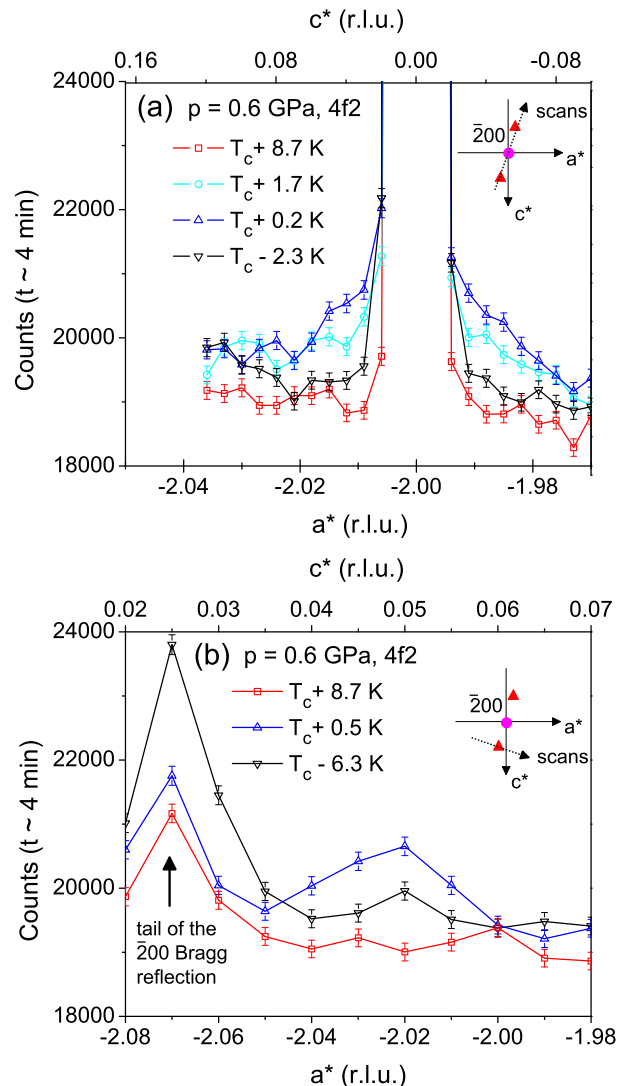 c* (r.l.u.)
0.16 0.08 0.00 -0.08
24000
(a) p = 0.6 GPa, 4f2
T_c + 8.7 K
T_c + 1.7 K
T_c + 0.2 K
T_c - 2.3 K
scans
2̅00
a*
c*
22000
20000
18000
Counts (t ~ 4 min)
-2.04 -2.02 -2.00 -1.98
a* (r.l.u.)
c* (r.l.u.)
0.02 0.03 0.04 0.05 0.06 0.07
24000
(b) p = 0.6 GPa, 4f2
T_c + 8.7 K
T_c + 0.5 K
T_c - 6.3 K
2̅00
a*
scans
c*
22000
20000
18000
Counts (t ~ 4 min)
tail of the
2̅00 Bragg
reflection
-2.08 -2.06 -2.04 -2.02 -2.00 -1.98
a* (r.l.u.)